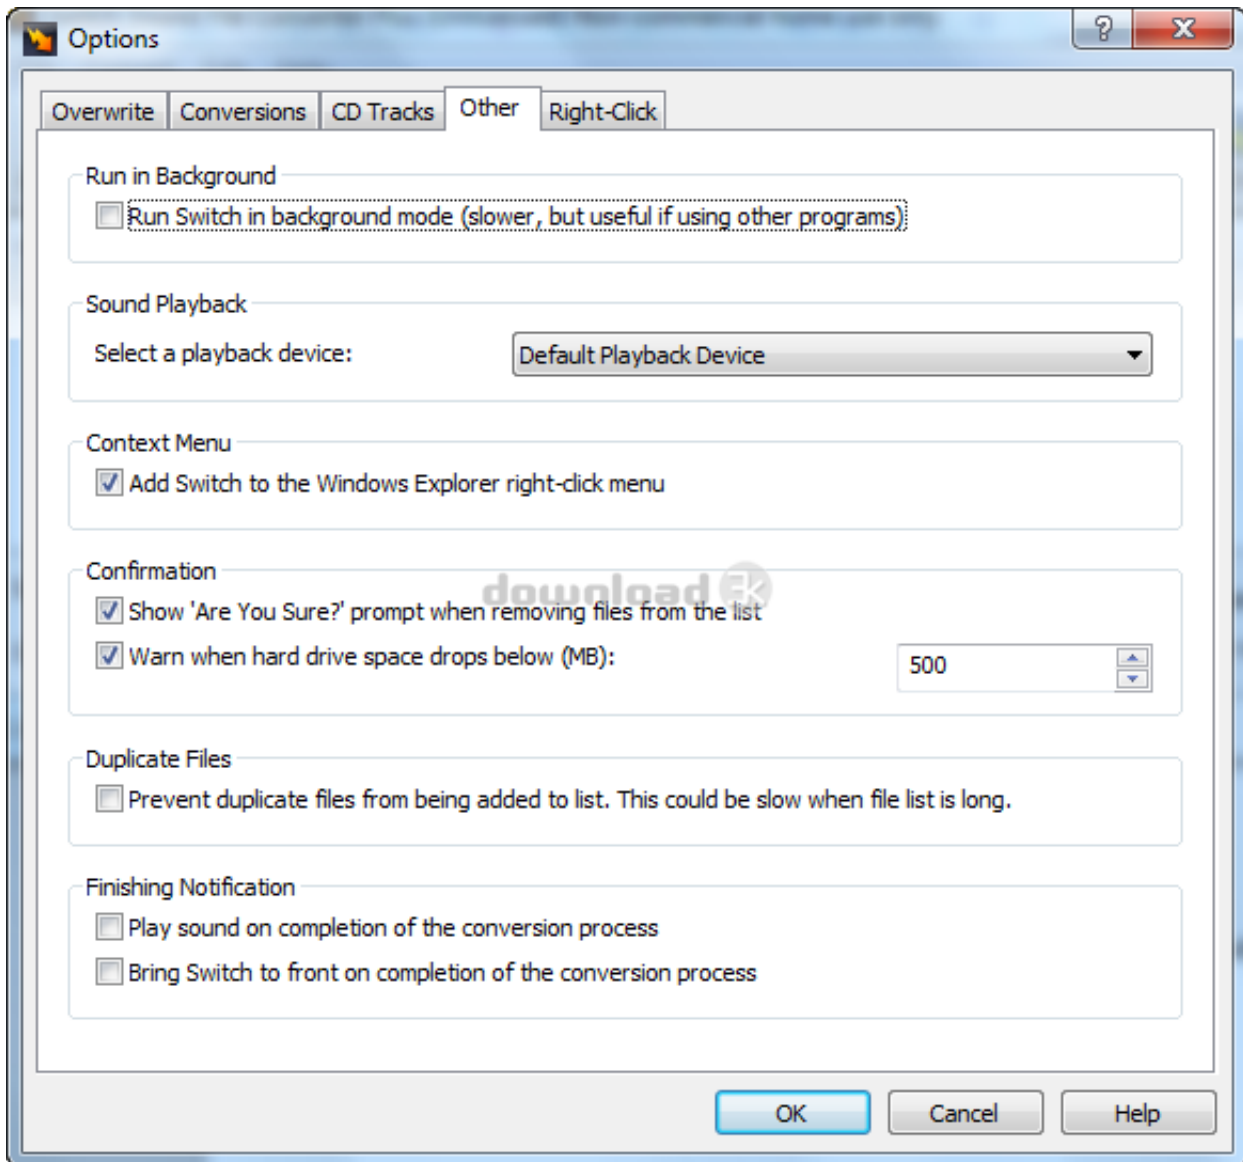 Options
?
X
Overwrite
Conversions
CD Tracks
Other
Right-Click
Run in Background
Run Switch in background mode (slower, but useful if using other programs)
Sound Playback
Select a playback device:
Default Playback Device
Context Menu
Add Switch to the Windows Explorer right-click menu
Confirmation
download 3k
Show 'Are You Sure?' prompt when removing files from the list
Warn when hard drive space drops below (MB):
500
Duplicate Files
Prevent duplicate files from being added to list. This could be slow when file list is long.
Finishing Notification
Play sound on completion of the conversion process
Bring Switch to front on completion of the conversion process
OK
Cancel
Help